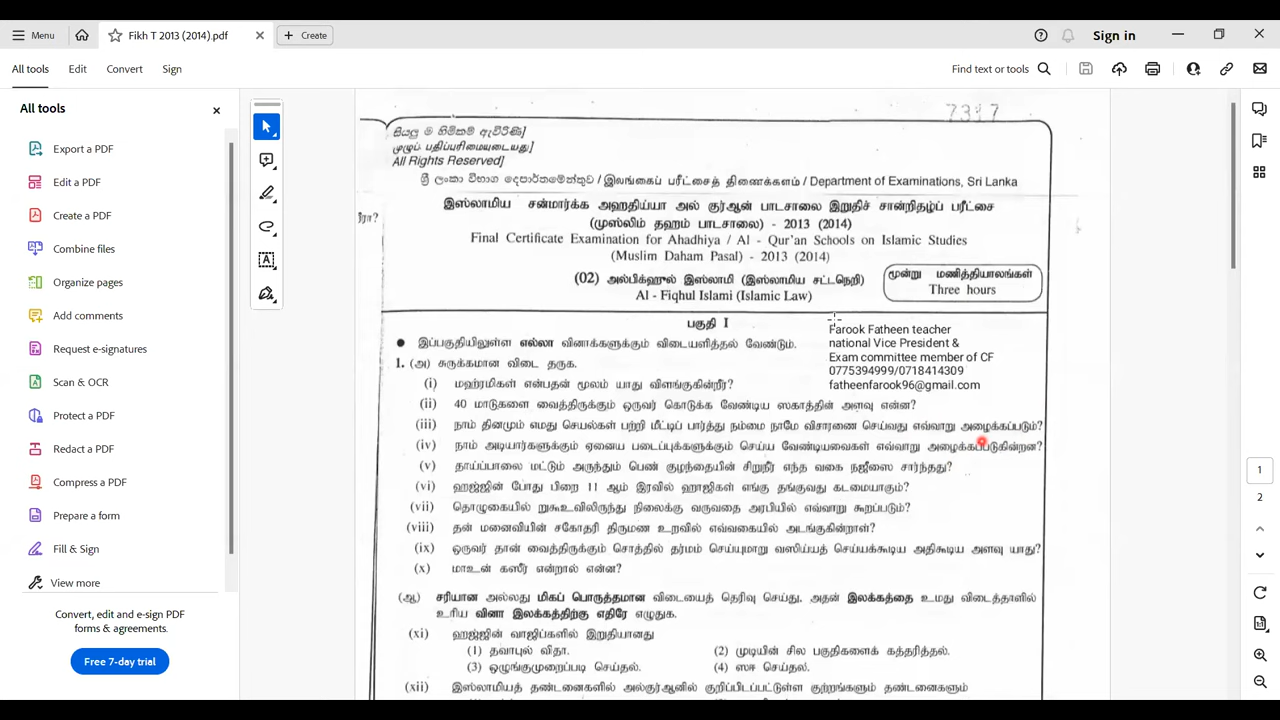 Menu
Fikh T 2013 (2014).pdf
Create
Sign in
All tools
Edit
Convert
Sign
Find text or tools
All tools
Export a PDF
Edit a PDF
Create a PDF
Combine files
Organize pages
Add comments
Request e-signatures
Scan & OCR
Protect a PDF
Redact a PDF
Compress a PDF
Prepare a form
Fill & Sign
View more
Convert, edit and e-sign PDF
forms & agreements.
Free 7-day trial
7317
සියලු ම හිමිකම් ඇවිරිණි]
முழுப் பதிப்புரிமையுடையது]
All Rights Reserved]
ශ්‍රී ලංකා විභාග දෙපාර්තමේන්තුව / இலங்கைப் பரீட்சைத் திணைக்களம் / Department of Examinations, Sri Lanka
இஸ்லாமிய சன்மார்க்க அஹதிய்யா அல் குர்ஆன் பாடசாலை இறுதிச் சான்றிதழ்ப் பரீட்சை
(முஸ்லிம் தஹம் பாடசாலை) - 2013 (2014)
Final Certificate Examination for Ahadhiya / Al - Qur'an Schools on Islamic Studies
(Muslim Daham Pasal) - 2013 (2014)
(02) அல்பிக்ஹுல் இஸ்லாமி (இஸ்லாமிய சட்டநெறி)
Al - Fiqhul Islami (Islamic Law)
மூன்று மணித்தியாலங்கள்
Three hours
பகுதி I
Farook Fatheen teacher
national Vice President &
Exam committee member of CF
0775394999/0718414309
fatheenfarook96@gmail.com
● இப்பகுதியிலுள்ள எல்லா வினாக்களுக்கும் விடையளித்தல் வேண்டும்.
1. (அ) சுருக்கமான விடை தருக.
(i) மஹ்ரமிகள் என்பதன் மூலம் யாது விளங்குகின்றீர்?
(ii) 40 மாடுகளை வைத்திருக்கும் ஒருவர் கொடுக்க வேண்டிய ஸகாத்தின் அளவு என்ன?
(iii) நாம் தினமும் எமது செயல்கள் பற்றி மீட்டிப் பார்த்து நம்மை நாமே விசாரணை செய்வது எவ்வாறு அழைக்கப்படும்?
(iv) நாம் அடியார்களுக்கும் ஏனைய படைப்புக்களுக்கும் செய்ய வேண்டியவைகள் எவ்வாறு அழைக்கப்படுகின்றன?
(v) தாய்ப்பாலை மட்டும் அருந்தும் பெண் குழந்தையின் சிறுநீர் எந்த வகை நஜீஸை சார்ந்தது?
(vi) ஹஜ்ஜின் போது பிறை 11 ஆம் இரவில் ஹாஜிகள் எங்கு தங்குவது கடமையாகும்?
(vii) தொழுகையில் றுகூஉவிலிருந்து நிலைக்கு வருவதை அரபியில் எவ்வாறு கூறப்படும்?
(viii) தன் மனைவியின் சகோதரி திருமண உறவில் எவ்வகையில் அடங்குகின்றாள்?
(ix) ஒருவர் தான் வைத்திருக்கும் சொத்தில் தர்மம் செய்யுமாறு வஸிய்யத் செய்யக்கூடிய அதிகூடிய அளவு யாது?
(x) மாஉன் கஸீர் என்றால் என்ன?
(ஆ) சரியான அல்லது மிகப் பொருத்தமான விடையைத் தெரிவு செய்து, அதன் இலக்கத்தை உமது விடைத்தாளில்
உரிய வினா இலக்கத்திற்கு எதிரே எழுதுக.
(xi) ஹஜ்ஜின் வாஜிப்களில் இறுதியானது
(1) தவாபுல் விதா. (2) முடியின் சில பகுதிகளைக் கத்தரித்தல்.
(3) ஒழுங்குமுறைப்படி செய்தல். (4) ஸஈ செய்தல்.
(xii) இஸ்லாமியத் தண்டனைகளில் அல்குர்ஆனில் குறிப்பிடப்பட்டுள்ள குற்றங்களும் தண்டனைகளும்
1
2